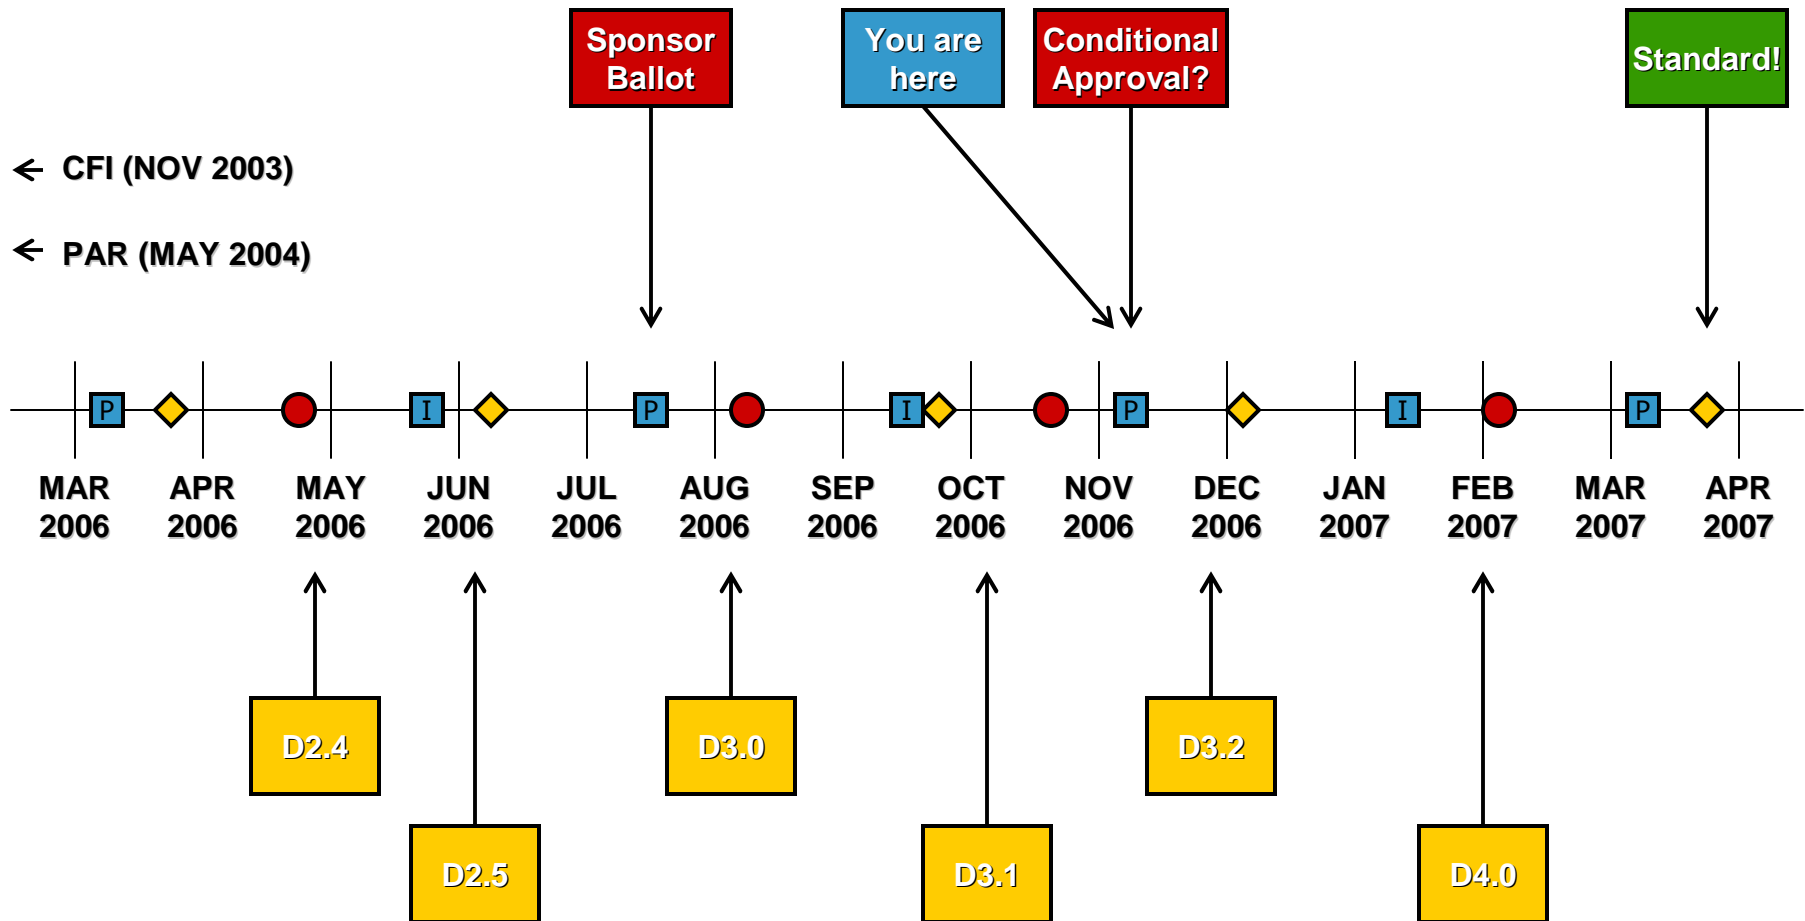 Sponsor
Ballot
You are
here
Conditional
Approval?
Standard!
CFI (NOV 2003)
PAR (MAY 2004)
P
I
P
I
P
I
P
MAR
2006
APR
2006
MAY
2006
JUN
2006
JUL
2006
AUG
2006
SEP
2006
OCT
2006
NOV
2006
DEC
2006
JAN
2007
FEB
2007
MAR
2007
APR
2007
D2.4
D3.0
D3.2
D2.5
D3.1
D4.0